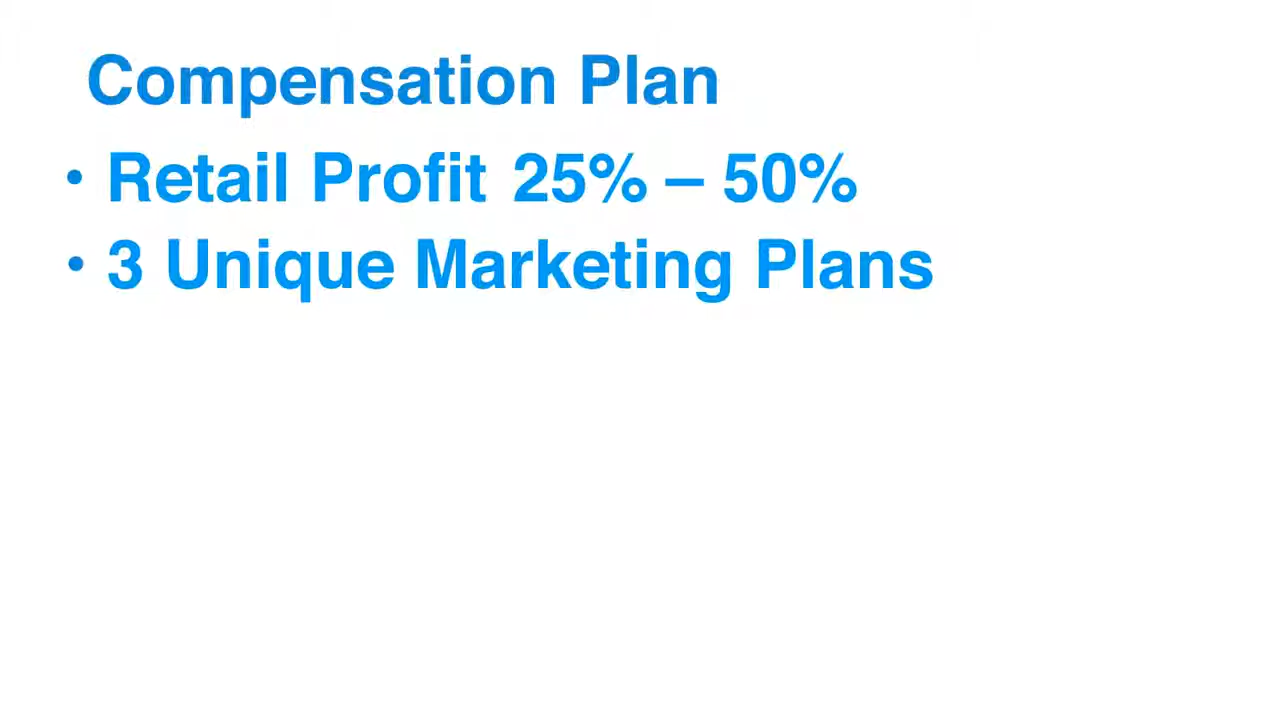 Compensation Plan
• Retail Profit 25% – 50%
• 3 Unique Marketing Plans